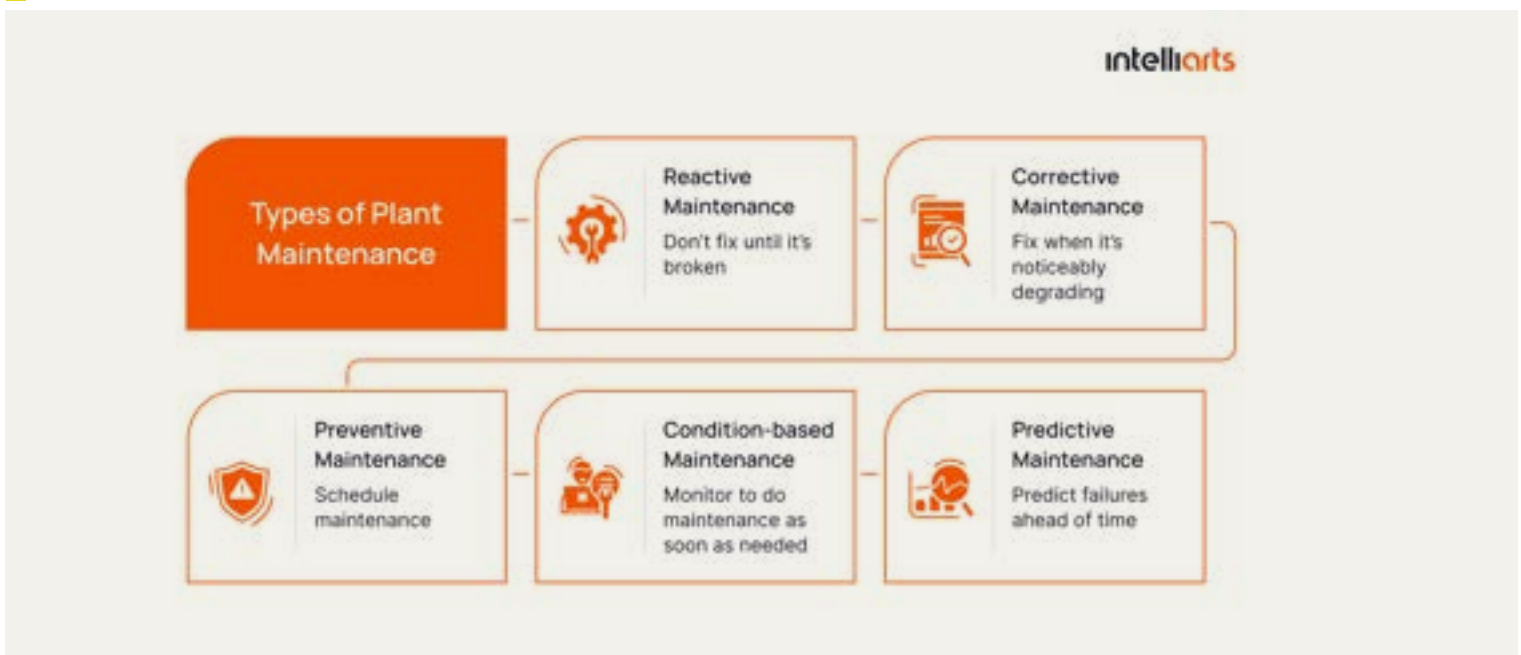 intelliarts
Types of Plant
Maintenance
Reactive
Maintenance
Don't fix until it's
broken
Corrective
Maintenance
Fix when it's
noticeably
degrading
Preventive
Maintenance
Schedule
maintenance
Condition-based
Maintenance
Monitor to do
maintenance as
soon as needed
Predictive
Maintenance
Predict failures
ahead of time